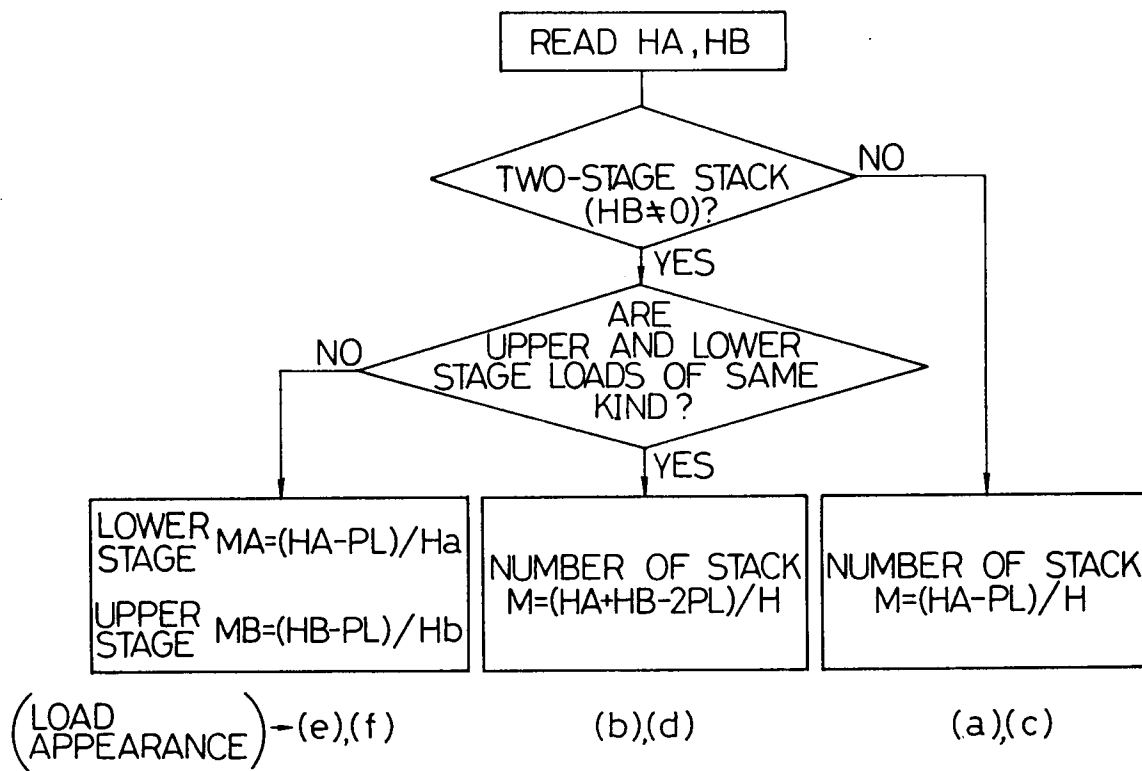 READ HA,HB
TWO-STAGE STACK
(HB≠0)?
NO
YES
ARE
UPPER AND LOWER
STAGE LOADS OF SAME
KIND?
NO
YES
LOWER
STAGE
MA=(HA-PL)/Ha
UPPER
STAGE
MB=(HB-PL)/Hb
NUMBER OF STACK
M=(HA+HB-2PL)/H
NUMBER OF STACK
M=(HA-PL)/H
(LOAD
APPEARANCE)→(e),(f)
(b),(d)
(a),(c)